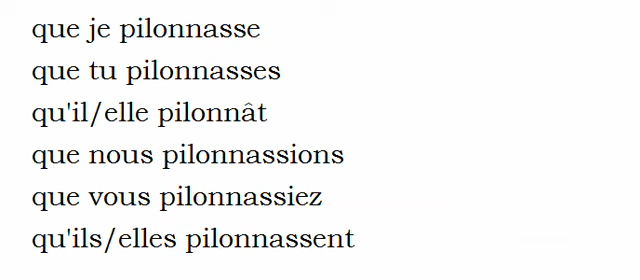 que je pilonnasse
que tu pilonnasses
qu'il/elle pilonnât
que nous pilonnassions
que vous pilonnassiez
qu'ils/elles pilonnassent